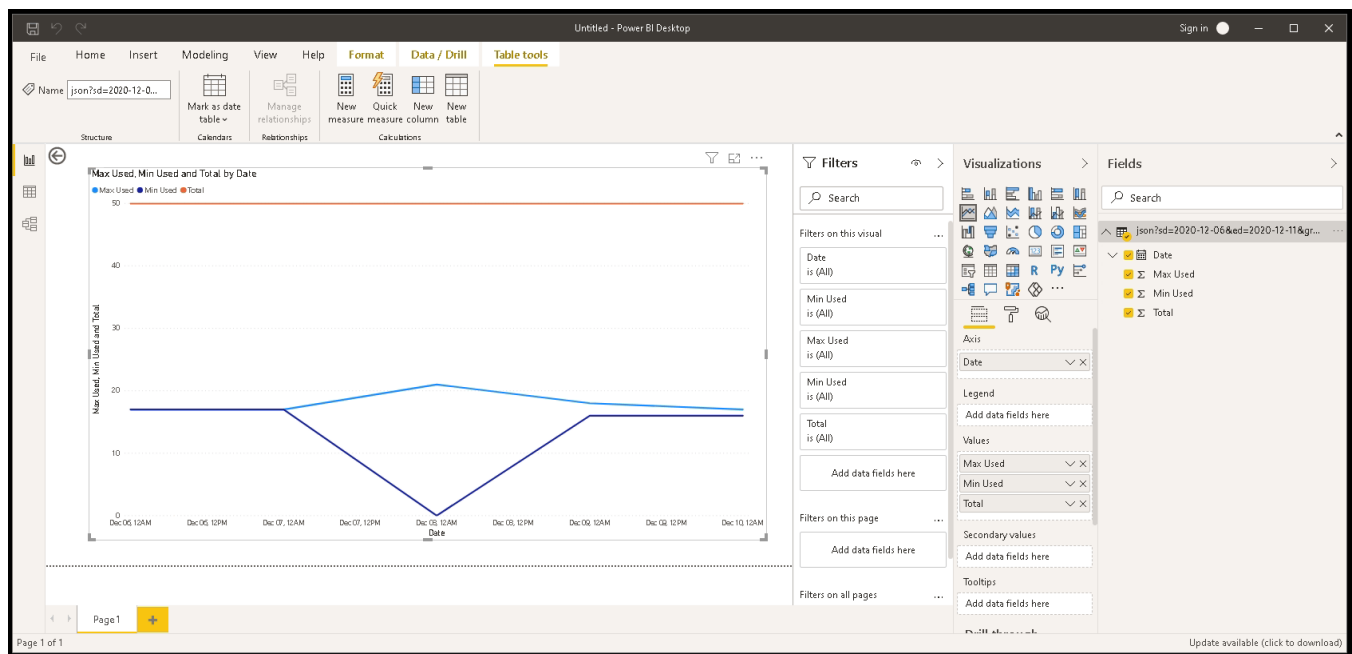 Untitled - Power BI Desktop
Sign in
File Home Insert Modeling View Help Format Data / Drill Table tools
Name json?sd=2020-12-0...
Mark as date table
Manage relationships
New measure
Quick measure
New column
New table
Structure Calendars Relationships Calculations
Max Used, Min Used and Total by Date
Max Used Min Used Total
Max Used, Min Used and Total
50
40
30
20
10
0
Dec 06, 12AM Dec 06, 12PM Dec 07, 12AM Dec 07, 12PM Dec 08, 12AM Dec 08, 12PM Dec 09, 12AM Dec 09, 12PM Dec 10, 12AM
Date
Filters
Search
Filters on this visual ...
Date
is (All)
Min Used
is (All)
Max Used
is (All)
Min Used
is (All)
Total
is (All)
Add data fields here
Filters on this page ...
Add data fields here
Filters on all pages ...
Visualizations
R Py
...
Axis
Date
Legend
Add data fields here
Values
Max Used
Min Used
Total
Secondary values
Add data fields here
Tooltips
Add data fields here
Drill through
Fields
Search
json?sd=2020-12-06&ed=2020-12-11&gr... ...
Date
Σ Max Used
Σ Min Used
Σ Total
Page 1 +
Page 1 of 1
Update available (click to download)